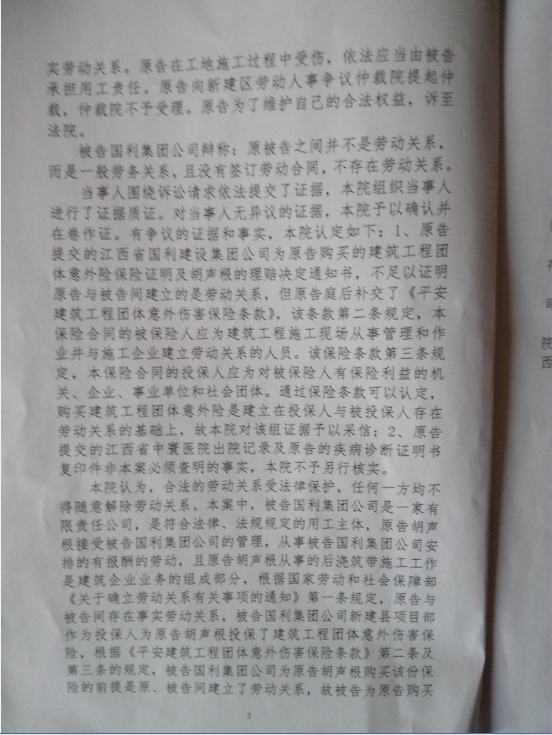 实劳动关系。原告在工地施工过程中受伤，依法应当由被告
承担用工责任。原告向新建区劳动人事争议仲裁院提起仲
裁，仲裁院不予受理。原告为了维护自己的合法权益，诉至
法院。
被告国利集团公司辩称：原被告之间并不是劳动关系，
而是一般劳务关系，且没有签订劳动合同，不存在劳动关系。
当事人围绕诉讼请求依法提交了证据，本院组织当事人
进行了证据质证。对当事人无异议的证据，本院予以确认并
在卷作证。有争议的证据和事实，本院认定如下：1、原告
提交的江西省国利建设集团公司为原告购买的建筑工程团
体意外险保险证明及胡声根的理赔决定通知书，不足以证明
原告与被告间建立的是劳动关系，但原告庭后补交了《平安
建筑工程团体意外伤害保险条款》，该条款第二条规定，本
保险合同的被保险人应为建筑工程施工现场从事管理和作
业并与施工企业建立劳动关系的人员。该保险条款第三条规
定，本保险合同的投保人应为对被保险人有保险利益的机
关、企业、事业单位和社会团体。通过保险条款可以认定，
购买建筑工程团体意外险是建立在投保人与被投保人存在
劳动关系的基础上，故本院对该组证据予以采信；2、原告
提交的江西省中寰医院出院记录及原告的疾病诊断证明书
复印件非本案必须查明的事实，本院不予另行核实。
本院认为，合法的劳动关系受法律保护，任何一方均不
得随意解除劳动关系。本案中，被告国利集团公司是一家有
限责任公司，是符合法律、法规规定的用工主体，原告胡声
根接受被告国利集团公司的管理，从事被告国利集团公司安
排的有报酬的劳动，且原告胡声根从事的后浇筑带施工工作
是建筑企业业务的组成部分，根据国家劳动和社会保障部
《关于确立劳动关系有关事项的通知》第一条规定，原告与
被告间存在事实劳动关系，被告国利集团公司新建县项目部
作为投保人为原告胡声根投保了建筑工程团体意外伤害保
险，根据《平安建筑工程团体意外伤害保险条款》第二条及
第三条的规定，被告国利集团公司为原告胡声根购买该份保
险的前提是原、被告间建立了劳动关系，故被告为原告购买
2
司
院
西